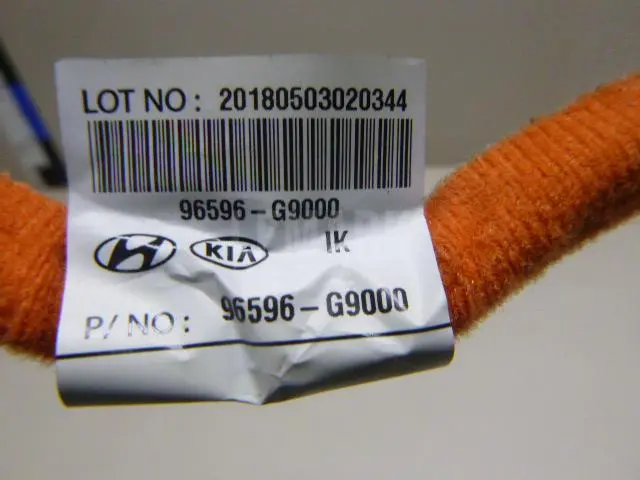 LOT NO : 20180503020344
96596-G9000
KIA IK
P/ NO : 96596-G9000